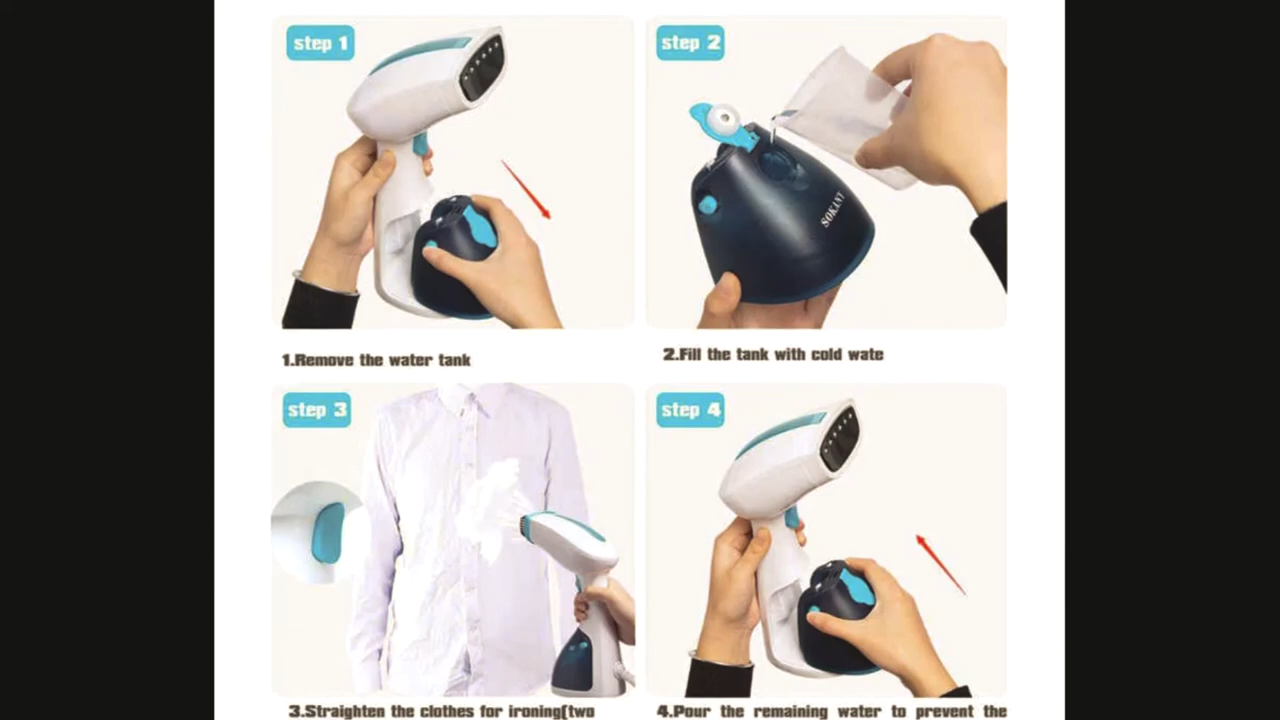 step 1
step 2
SOKANY
1.Remove the water tank
2.Fill the tank with cold wate
step 3
step 4
3.Straighten the clothes for ironing(two
4.Pour the remaining water to prevent the